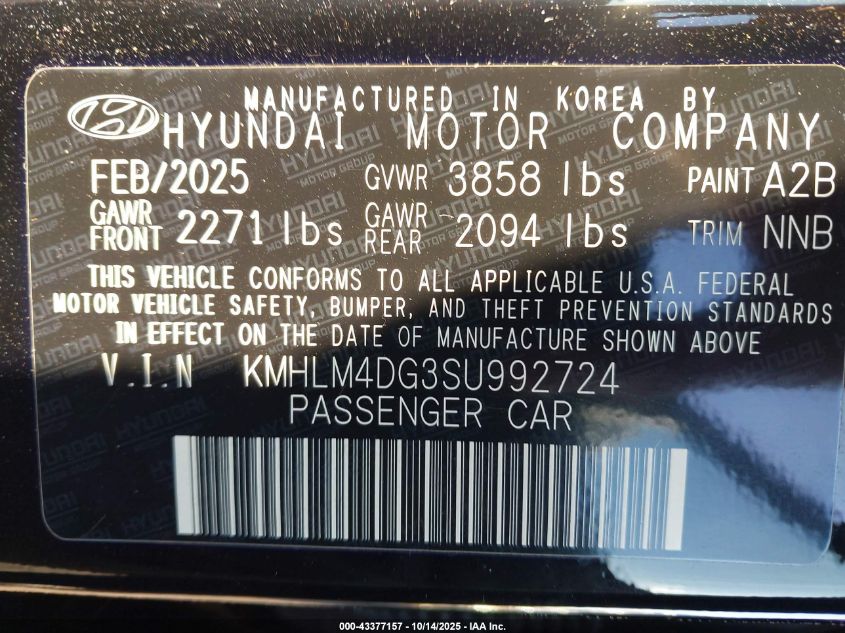 MANUFACTURED IN KOREA BY
HYUNDAI MOTOR COMPANY
FEB/2025 GVWR 3858 lbs PAINT A2B
GAWR FRONT 2271 lbs GAWR REAR 2094 lbs TRIM NNB
THIS VEHICLE CONFORMS TO ALL APPLICABLE U.S.A. FEDERAL
MOTOR VEHICLE SAFETY, BUMPER, AND THEFT PREVENTION STANDARDS
IN EFFECT ON THE DATE OF MANUFACTURE SHOWN ABOVE
V.I.N KMHLM4DG3SU992724
PASSENGER CAR
000-43377157 - 10/14/2025 - IAA Inc.